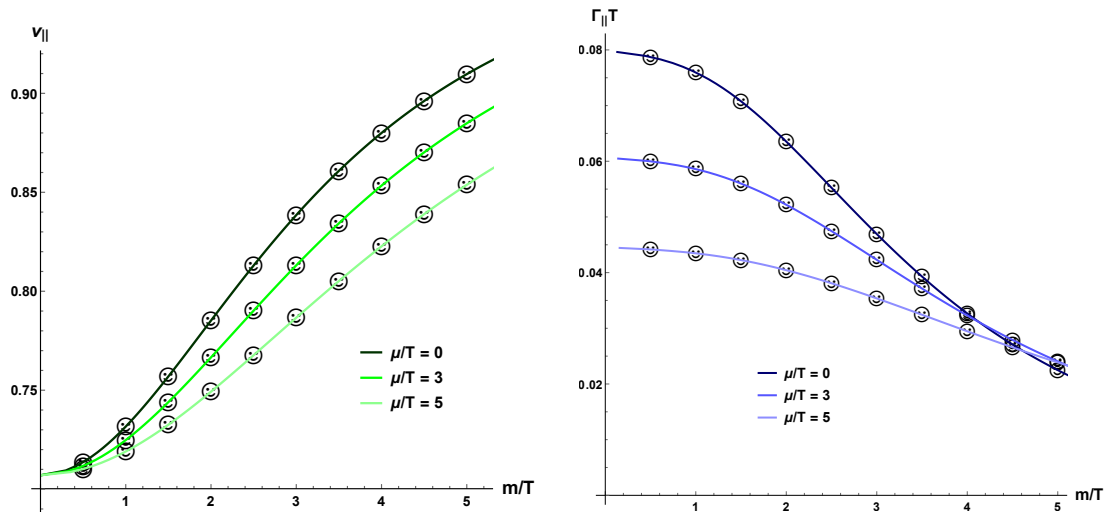 v||
0.90
0.85
0.80
0.75
μ/T = 0
μ/T = 3
μ/T = 5
1 2 3 4 5 m/T
Γ||T
0.08
0.06
0.04
0.02
μ/T = 0
μ/T = 3
μ/T = 5
1 2 3 4 5 m/T